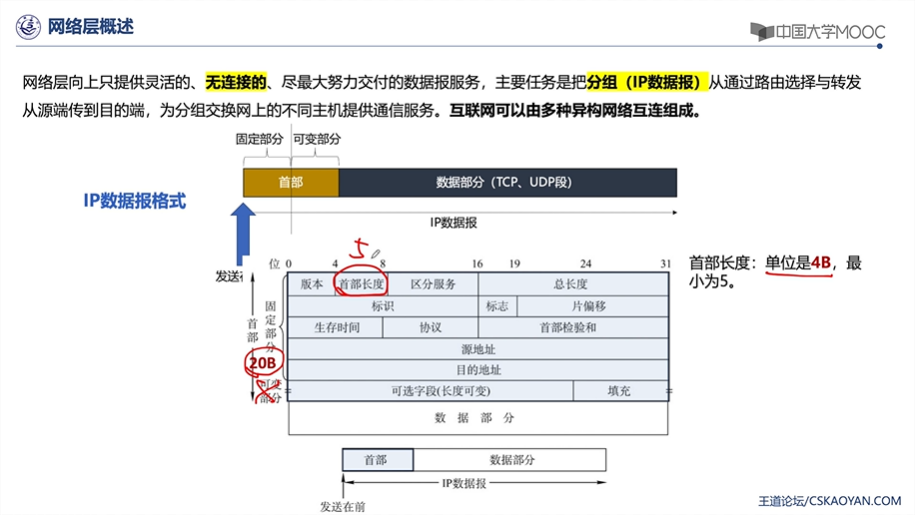 网络层概述
中国大学MOOC
网络层向上只提供灵活的、无连接的、尽最大努力交付的数据报服务，主要任务是把分组（IP数据报）从通过路由选择与转发
从源端传到目的端，为分组交换网上的不同主机提供通信服务。互联网可以由多种异构网络互连组成。
固定部分 可变部分
首部 数据部分（TCP、UDP段）
IP数据报格式
IP数据报
5
发送在
位 0 4 8 16 19 24 31
首部长度：单位是4B，最
小为5。
版本 首部长度 区分服务 总长度
标识 标志 片偏移
生存时间 协议 首部检验和
源地址
目的地址
可选字段(长度可变) 填充
首部
固定部分
20B
可变
部分
数据部分
首部 数据部分
IP数据报
发送在前
王道论坛/CSKAOYAN.COM